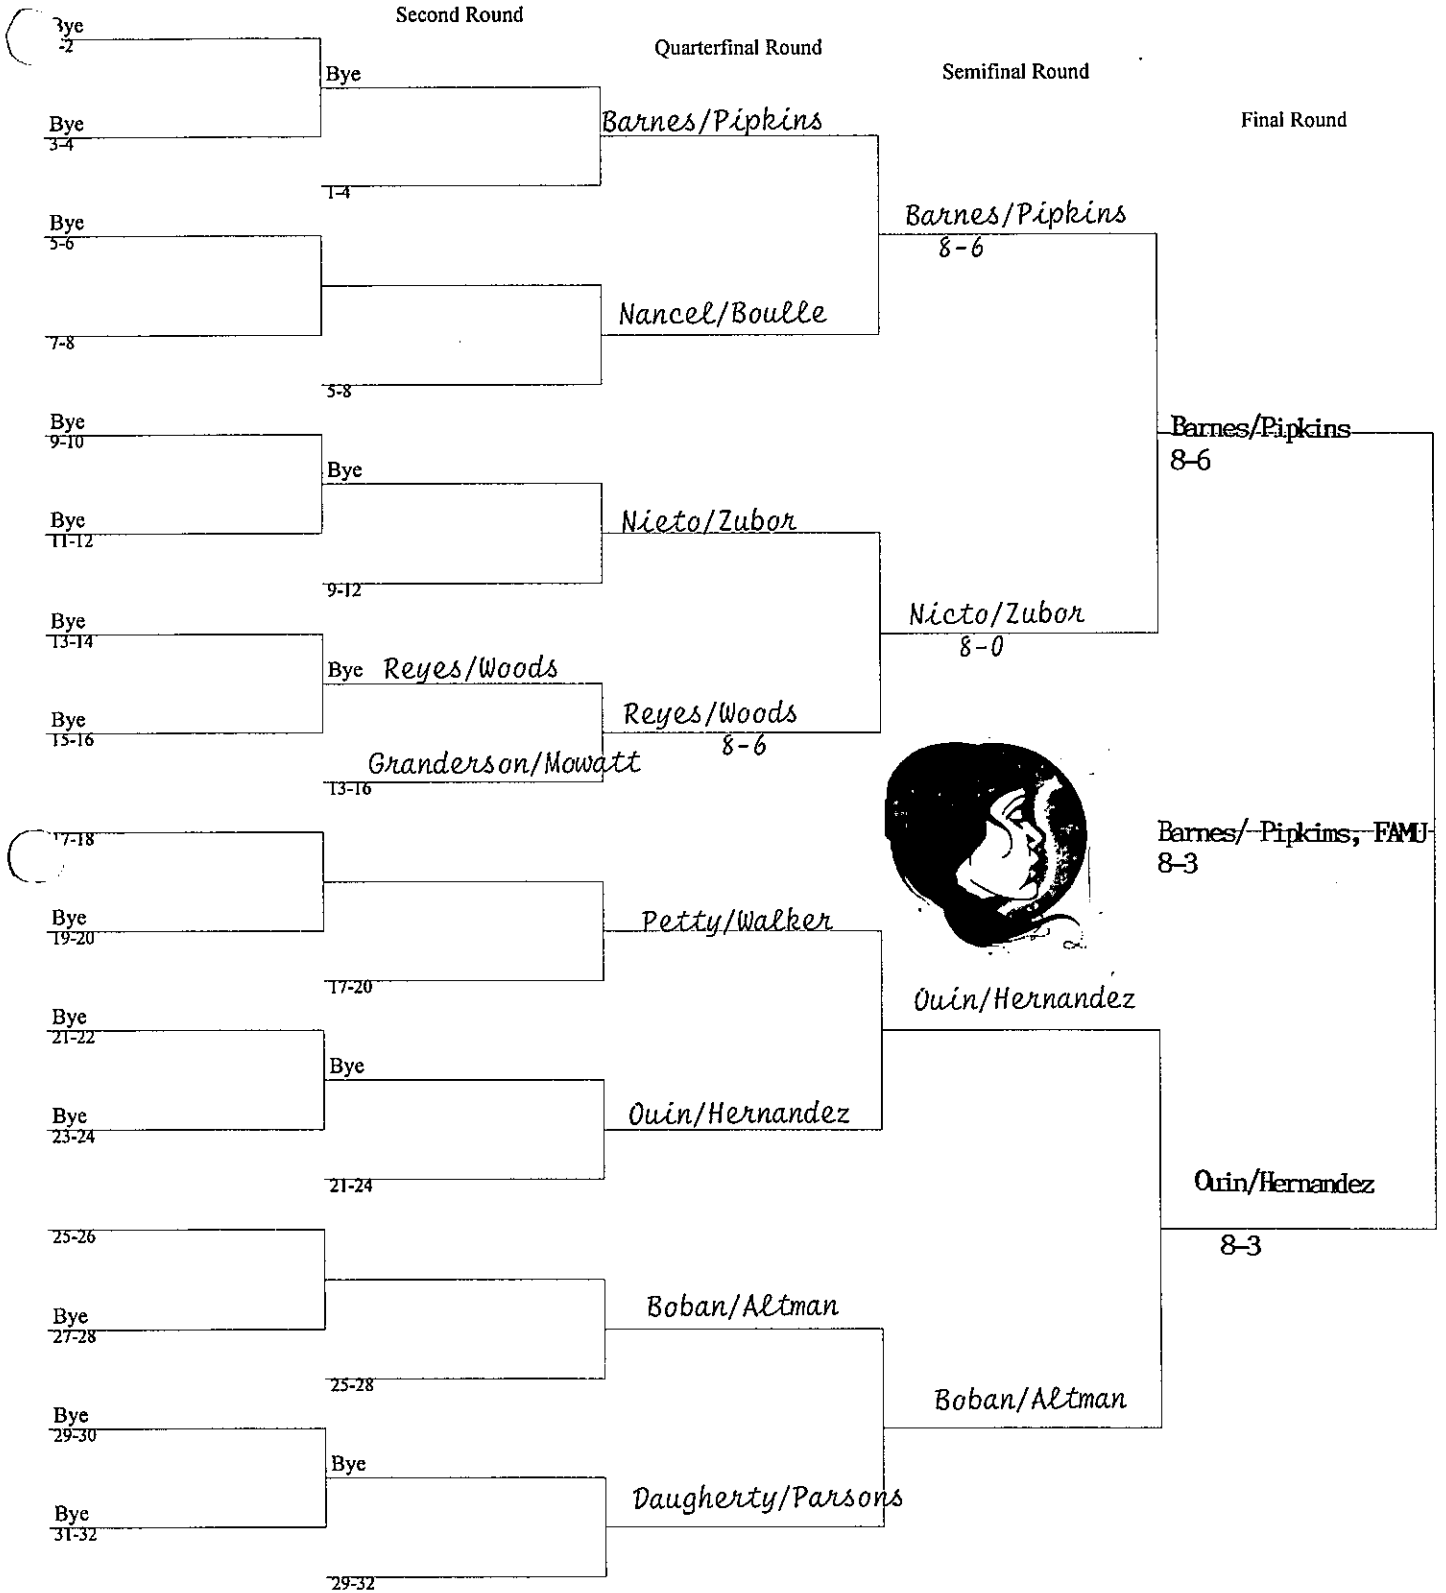 Second Round
Quarterfinal Round
Semifinal Round
Final Round
Bye
-2
Bye
Bye
3-4
Barnes/Pipkins
1-4
Bye
5-6
Barnes/Pipkins
8-6
Nancel/Boulle
7-8
5-8
Bye
9-10
Barnes/Pipkins
8-6
Bye
Bye
11-12
Nieto/Zubor
9-12
Bye
13-14
Nicto/Zubor
8-0
Bye Reyes/Woods
Bye
15-16
Reyes/Woods
8-6
Granderson/Mowatt
13-16
17-18
Barnes/ Pipkims, FAMU
8-3
Bye
19-20
Petty/Walker
17-20
Ouin/Hernandez
Bye
21-22
Bye
Bye
23-24
Ouin/Hernandez
21-24
Ouin/Hernandez
8-3
25-26
Bye
27-28
Boban/Altman
25-28
Boban/Altman
Bye
29-30
Bye
Daugherty/Parsons
Bye
31-32
29-32